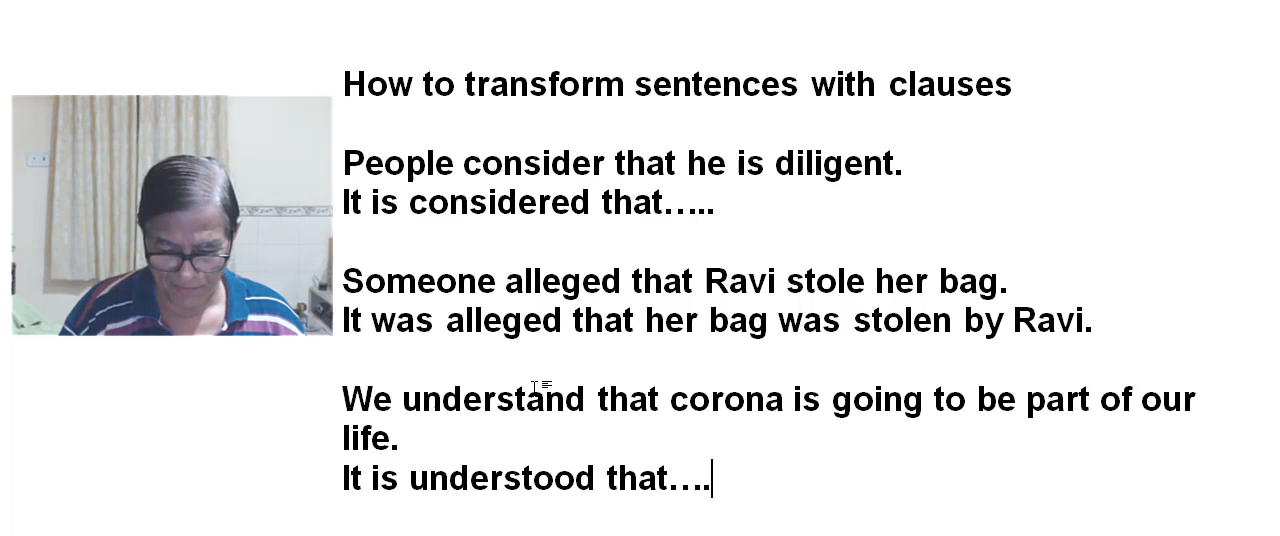 How to transform sentences with clauses
People consider that he is diligent.
It is considered that…..
Someone alleged that Ravi stole her bag.
It was alleged that her bag was stolen by Ravi.
We understand that corona is going to be part of our
life.
It is understood that….